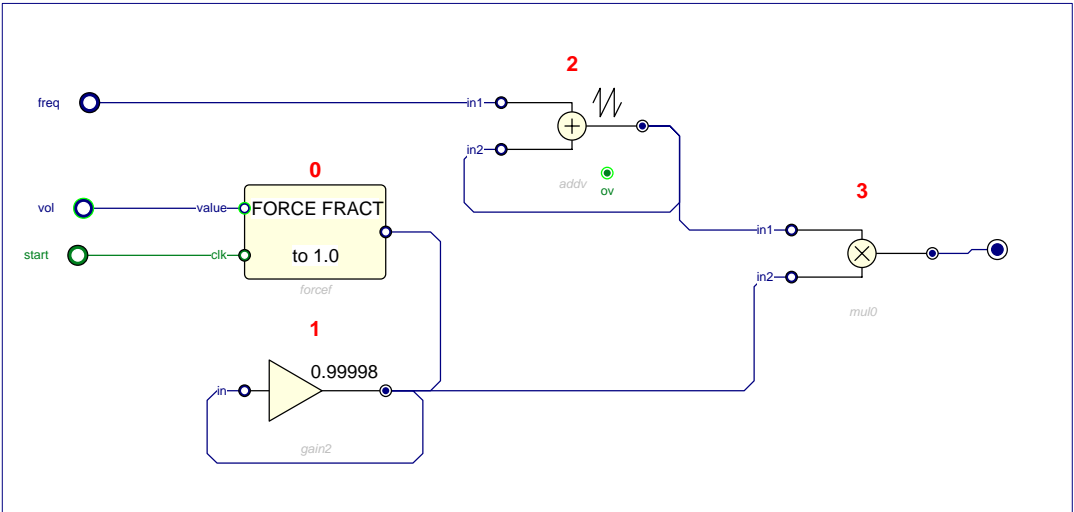 2
freq
in1
in2
addv
ov
0
vol
value
FORCE FRACT
start
clk
to 1.0
forcef
3
in1
in2
mul0
1
0.99998
in
gain2